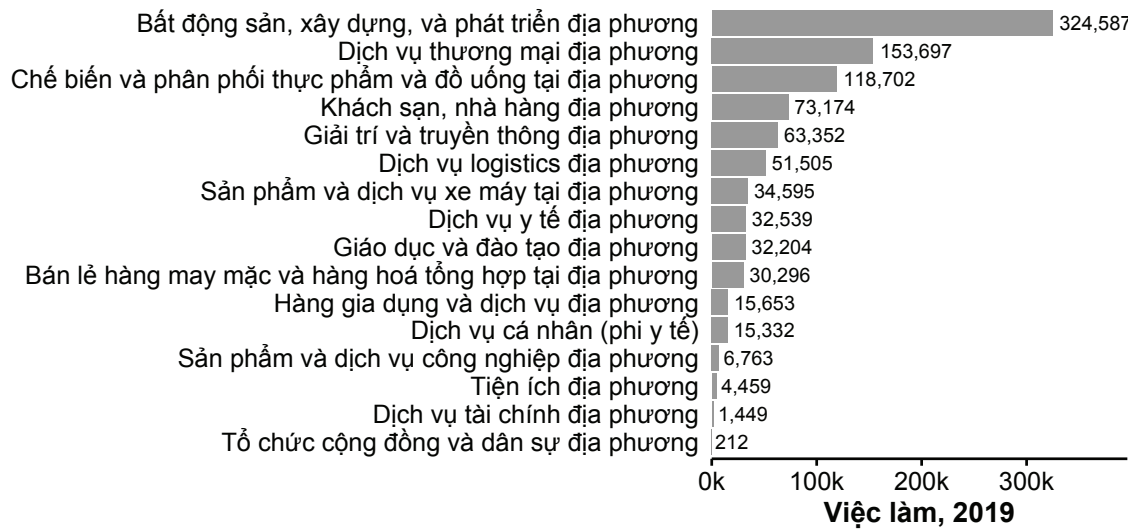 Bất động sản, xây dựng, và phát triển địa phương 324,587
Dịch vụ thương mại địa phương 153,697
Chế biến và phân phối thực phẩm và đồ uống tại địa phương 118,702
Khách sạn, nhà hàng địa phương 73,174
Giải trí và truyền thông địa phương 63,352
Dịch vụ logistics địa phương 51,505
Sản phẩm và dịch vụ xe máy tại địa phương 34,595
Dịch vụ y tế địa phương 32,539
Giáo dục và đào tạo địa phương 32,204
Bán lẻ hàng may mặc và hàng hoá tổng hợp tại địa phương 30,296
Hàng gia dụng và dịch vụ địa phương 15,653
Dịch vụ cá nhân (phi y tế) 15,332
Sản phẩm và dịch vụ công nghiệp địa phương 6,763
Tiện ích địa phương 4,459
Dịch vụ tài chính địa phương 1,449
Tổ chức cộng đồng và dân sự địa phương 212
0k 100k 200k 300k
Việc làm, 2019